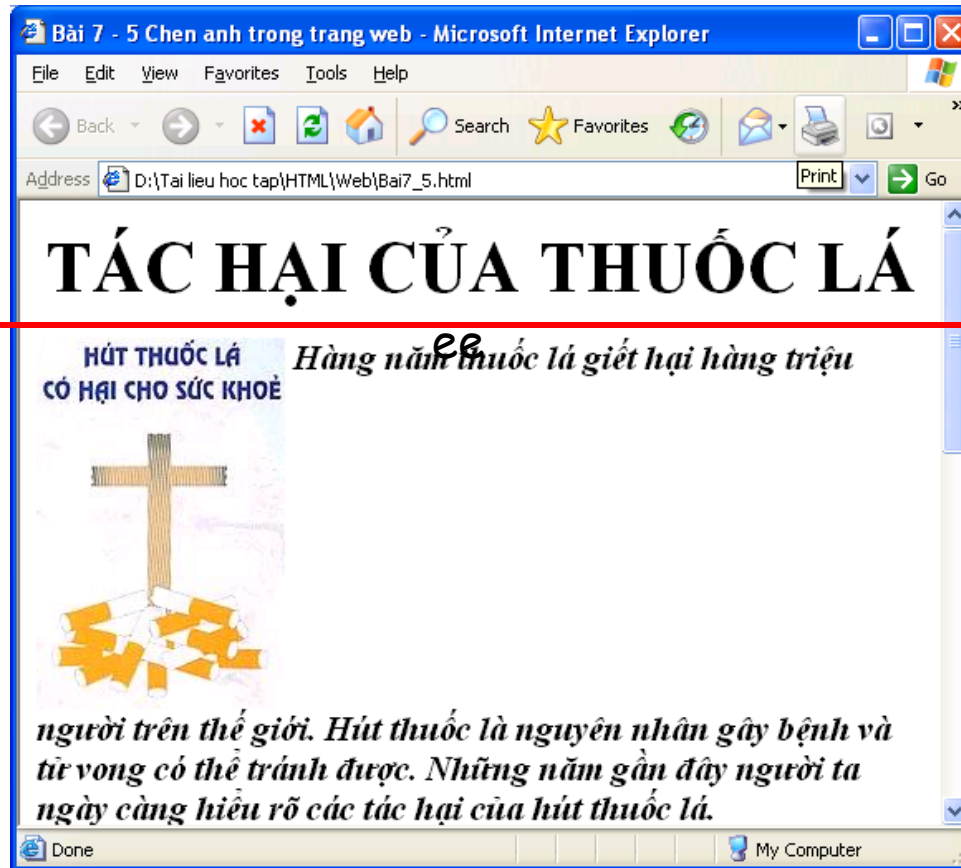 Bài 7 - 5 Chen anh trong trang web - Microsoft Internet Explorer
File Edit View Favorites Tools Help
Back Search Favorites
Address D:\Tai lieu hoc tap\HTML\Web\Bai7_5.html Print Go
TÁC HẠI CỦA THUỐC LÁ
ee
HÚT THUỐC LÁ
CÓ HẠI CHO SỨC KHOẺ
Hàng năm thuốc lá giết hại hàng triệu
người trên thế giới. Hút thuốc là nguyên nhân gây bệnh và
tử vong có thể tránh được. Những năm gần đây người ta
ngày càng hiểu rõ các tác hại của hút thuốc lá.
Done My Computer